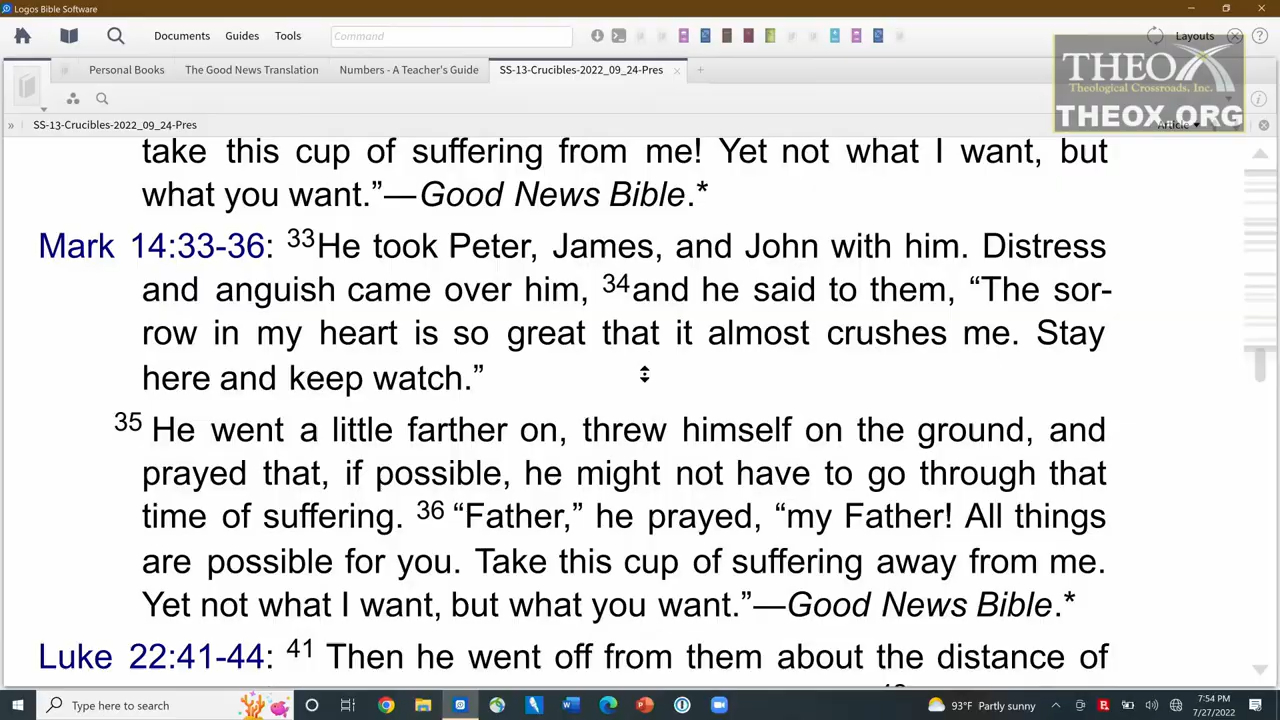 Logos Bible Software
Documents Guides Tools Command Layouts
Personal Books The Good News Translation Numbers - A Teachers Guide SS-13-Crucibles-2022_09_24-Pres
THEOX
Theological Crossroads, Inc.
THEOX.ORG
SS-13-Crucibles-2022_09_24-Pres Article
take this cup of suffering from me! Yet not what I want, but
what you want.”—Good News Bible.*
Mark 14:33-36: 33He took Peter, James, and John with him. Distress
and anguish came over him, 34and he said to them, “The sor-
row in my heart is so great that it almost crushes me. Stay
here and keep watch.”
35 He went a little farther on, threw himself on the ground, and
prayed that, if possible, he might not have to go through that
time of suffering. 36 “Father,” he prayed, “my Father! All things
are possible for you. Take this cup of suffering away from me.
Yet not what I want, but what you want.”—Good News Bible.*
Luke 22:41-44: 41 Then he went off from them about the distance of
Type here to search
93°F Partly sunny
7:54 PM
7/27/2022